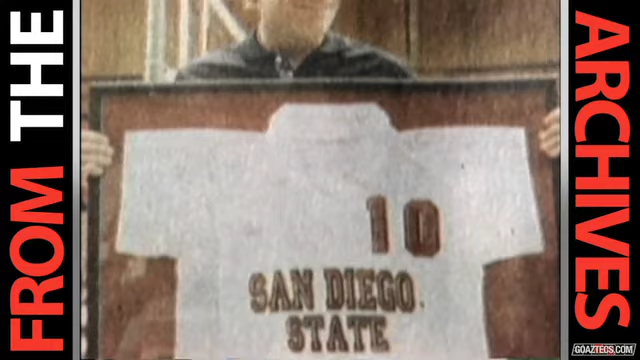 FROM THE
10
SAN DIEGO
STATE
ARCHIVES
GOAZTECS.COM